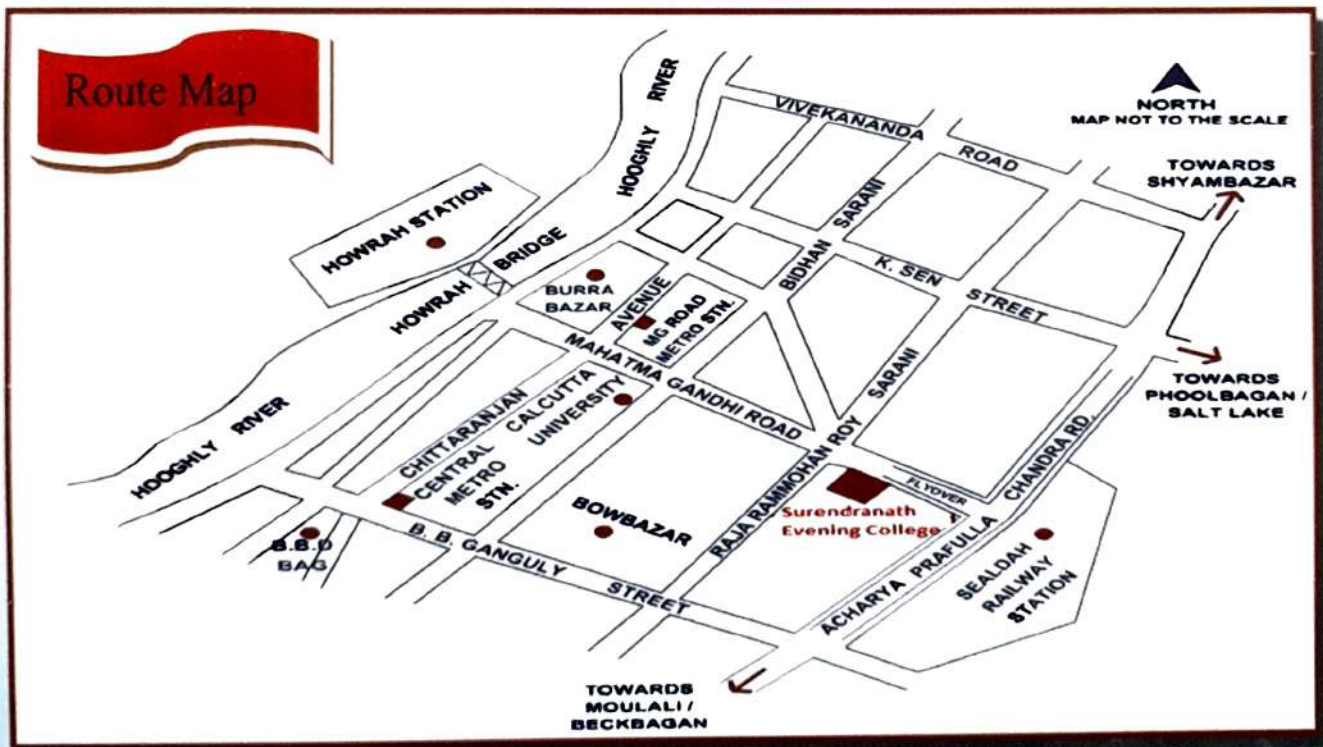 Route Map
NORTH
MAP NOT TO THE SCALE
TOWARDS
SHYAMBAZAR
VIVEKANANDA ROAD
HOOGHLY RIVER
HOWRAH STATION
HOWRAH BRIDGE
BURRA
BAZAR
BIDHAN SARANI
K. SEN STREET
MG ROAD
METRO STN.
CHITTARANJAN AVENUE
MAHATMA GANDHI ROAD
TOWARDS
PHOOLBAGAN /
SALT LAKE
CALCUTTA
UNIVERSITY
CENTRAL
METRO
STN.
HOOGHLY RIVER
RAJA RAMMOHAN ROY SARANI
FLYOVER
Surendranath
Evening College
ACHARYA PRAFULLA CHANDRA RD.
BOWBAZAR
B.B.D
BAG
B. B. GANGULY STREET
SEALDAH
RAILWAY
STATION
TOWARDS
MOULALI /
BECKBAGAN